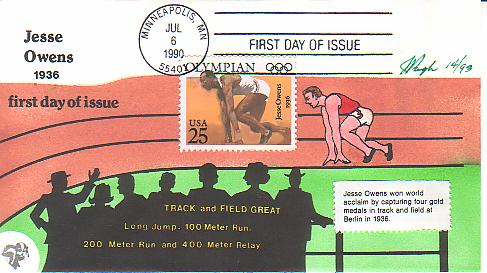 Jesse
Owens
1936
first day of issue
MINNEAPOLIS, MN
JUL
6
1990
FIRST DAY OF ISSUE
OLYMPIAN
USA
25
Jesse Owens
1936
14/99
TRACK and FIELD GREAT
Long Jump. 100 Meter Run.
200 Meter Run and 400 Meter Relay
Jesse Owens won world
acclaim by capturing four gold
medals in track and field at
Berlin in 1936.